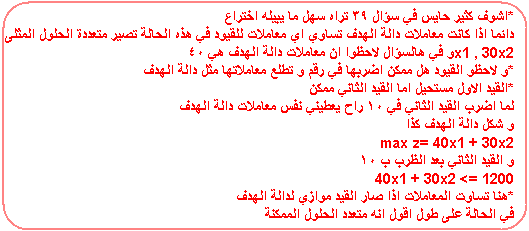 *اشوف كثير حايس في سؤال ٣٩ تراه سهل ما يبيله اختراع
دائما اذا كانت معاملات دالة الهدف تساوي اي معاملات للقيود في هذه الحالة تصير متعددة الحلول المثلى
و في هالسؤال لاحظوا ان معاملات دالة الهدف هي ٤٠x1 , 30x2
*و لاحظو القيود هل ممكن اضربها في رقم و تطلع معاملاتها مثل دالة الهدف
*القيد الاول مستحيل اما القيد الثاني ممكن
لما اضرب القيد الثاني في ١٠ راح يعطيني نفس معاملات دالة الهدف
و شكل دالة الهدف كذا
max z= 40x1 + 30x2
و القيد الثاني بعد الظرب ب ١٠
40x1 + 30x2 <= 1200
*هنا تساوت المعاملات اذا صار القيد موازي لدالة الهدف
في الحالة على طول اقول انه متعدد الحلول الممكنة